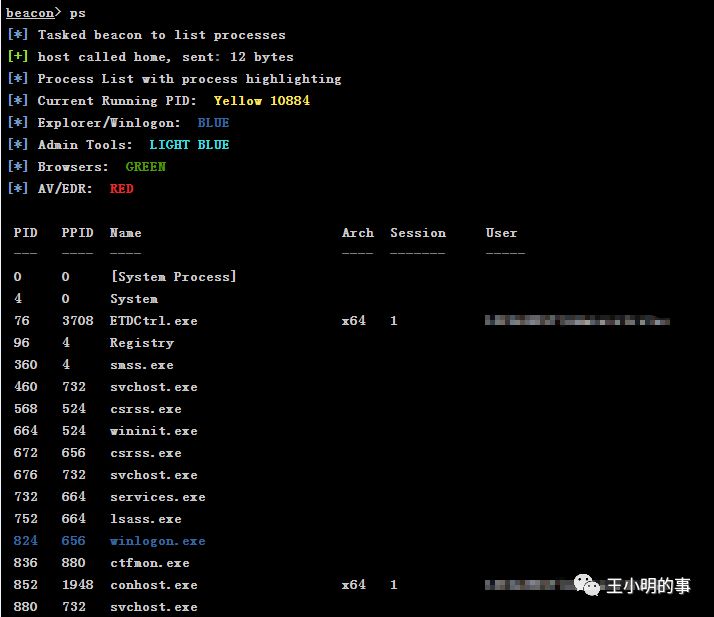 beacon> ps
[*] Tasked beacon to list processes
[+] host called home, sent: 12 bytes
[*] Process List with process highlighting
[*] Current Running PID: Yellow 10884
[*] Explorer/Winlogon: BLUE
[*] Admin Tools: LIGHT BLUE
[*] Browsers: GREEN
[*] AV/EDR: RED
PID PPID Name Arch Session User
--- ---- ---- ---- ------- -----
0 0 [System Process]
4 0 System
76 3708 ETDCtrl.exe x64 1
96 4 Registry
360 4 smss.exe
460 732 svchost.exe
568 524 csrss.exe
664 524 wininit.exe
672 656 csrss.exe
676 732 svchost.exe
732 664 services.exe
752 664 lsass.exe
824 656 winlogon.exe
836 880 ctfmon.exe
852 1948 conhost.exe x64 1
880 732 svchost.exe
王小明的事